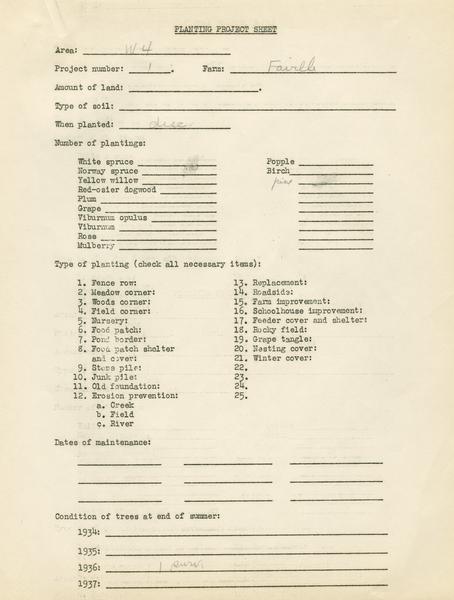 PLANTING PROJECT SHEET
Area: W4
Project number: 1. Farm:
Amount of land: .
Type of soil:
When planted:
Number of plantings:
White spruce Popple
Norway spruce Birch
Yellow willow pine
Red-osier dogwood
Plum
Grape
Viburnum opulus
Viburnum
Rose
Mulberry
Type of planting (check all necessary items):
1. Fence row: 13. Replacement:
2. Meadow corner: 14. Roadside:
3. Woods corner: 15. Farm improvement:
4. Field corner: 16. Schoolhouse improvement:
5. Nursery: 17. Feeder cover and shelter:
6. Food patch: 18. Rocky field:
7. Pond border: 19. Grape tangle:
8. Food patch shelter 20. Nesting cover:
and cover: 21. Winter cover:
9. Stone pile: 22.
10. Junk pile: 23.
11. Old foundation: 24.
12. Erosion prevention: 25.
a. Creek
b. Field
c. River
Dates of maintenance:
Condition of trees at end of summer:
1934:
1935:
1936: 1
1937: